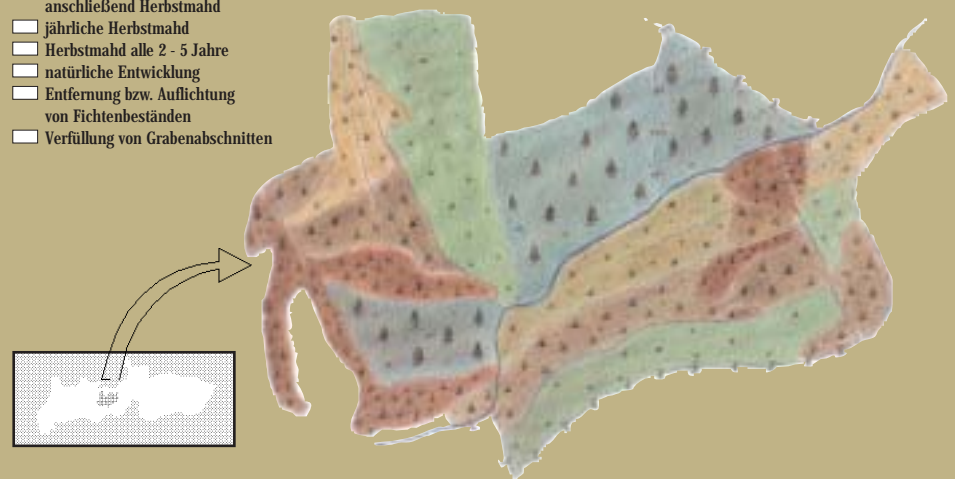 anschließend Herbstmahd
jährliche Herbstmahd
Herbstmahd alle 2 - 5 Jahre
natürliche Entwicklung
Entfernung bzw. Auflichtung
von Fichtenbeständen
Verfüllung von Grabenabschnitten